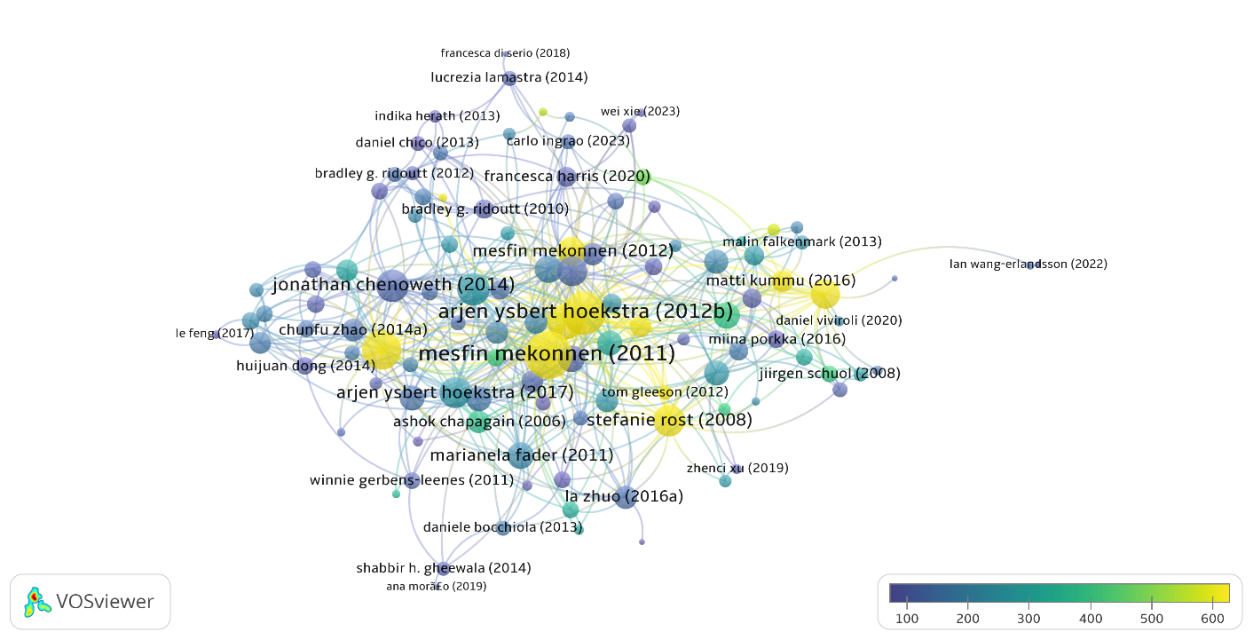 francesca di serio (2018)
lucrezia lamastra (2014)
indika herath (2013)
wei xie (2023)
daniel chico (2013)
carlo ingrao (2023)
bradley g. ridoutt (2012)
francesca harris (2020)
bradley g. ridoutt (2010)
malin falkenmark (2013)
mesfin mekonnen (2012)
lan wang-erlandsson (2022)
jonathan chenoweth (2014)
matti kummu (2016)
arjen ysbert hoekstra (2012b)
daniel viviroli (2020)
le feng (2017)
chunfu zhao (2014a)
miina porkka (2016)
mesfin mekonnen (2011)
huijuan dong (2014)
jiirgen schuol (2008)
arjen ysbert hoekstra (2017)
tom gleeson (2012)
ashok chapagain (2006)
stefanie rost (2008)
marianela fader (2011)
zhenci xu (2019)
winnie gerbens-leenes (2011)
la zhuo (2016a)
daniele bocchiola (2013)
shabbir h. gheewala (2014)
ana morã£o (2019)
VOSviewer
100 200 300 400 500 600